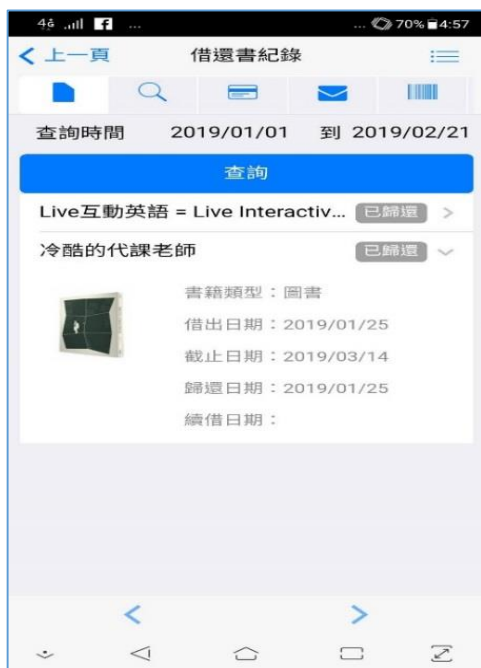 4G ... ... 70% 4:57
上一頁 借還書紀錄
查詢時間 2019/01/01 到 2019/02/21
查詢
Live互動英語 = Live Interactiv... 已歸還
冷酷的代課老師 已歸還
書籍類型：圖書
借出日期：2019/01/25
截止日期：2019/03/14
歸還日期：2019/01/25
續借日期：